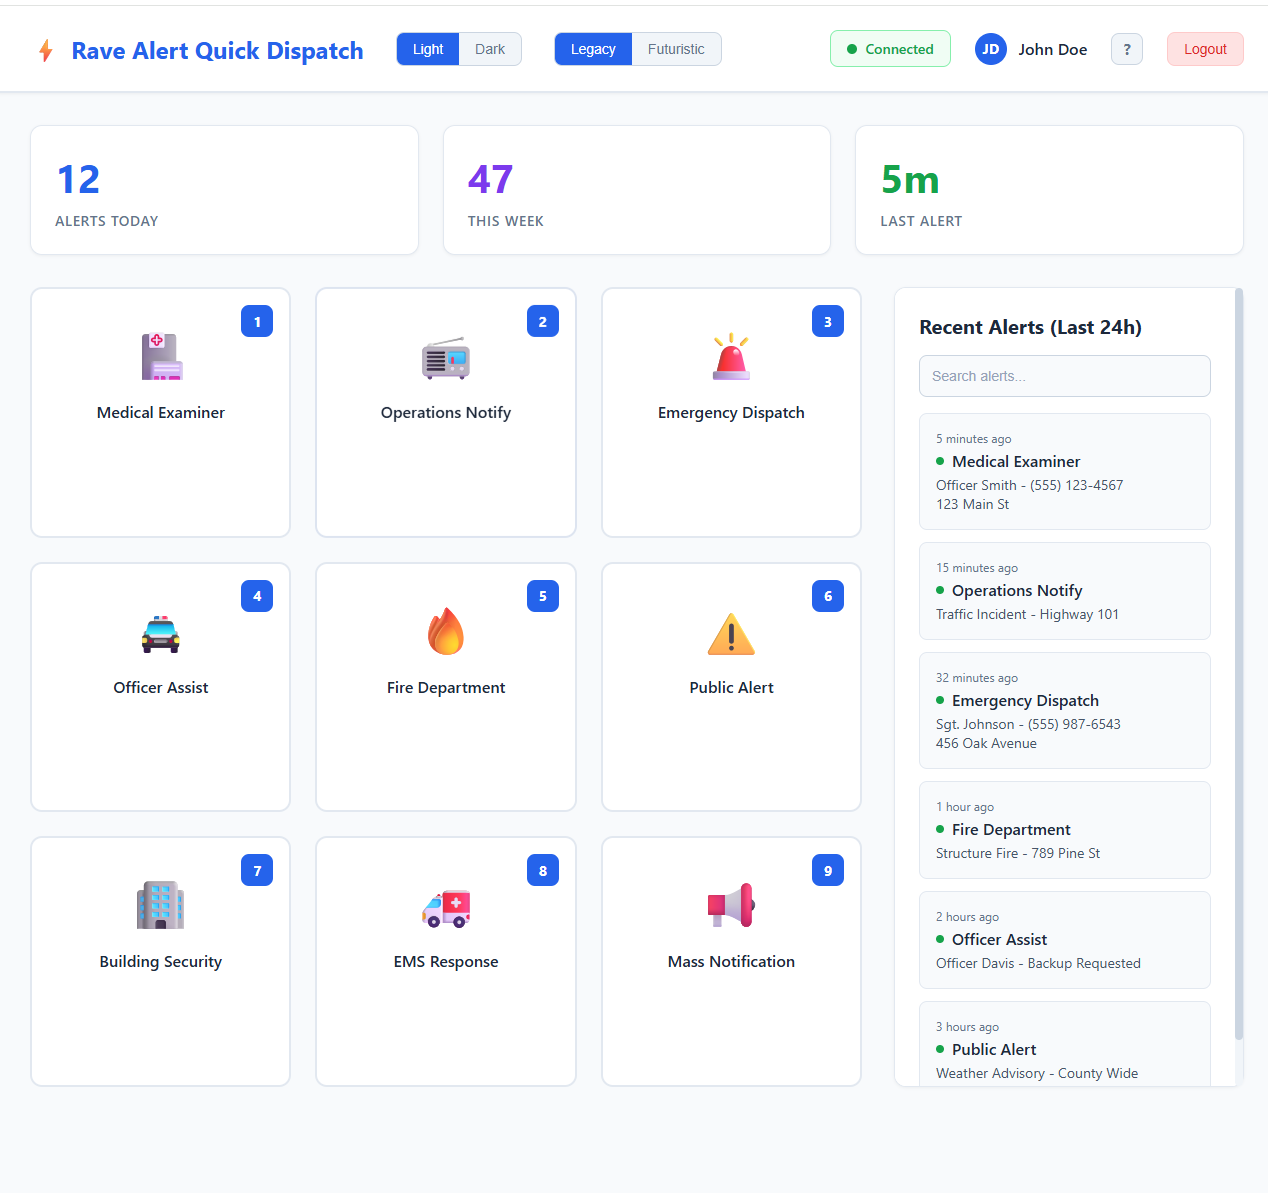 Rave Alert Quick Dispatch
Light
Dark
Legacy
Futuristic
Connected
JD
John Doe
?
Logout
12
ALERTS TODAY
47
THIS WEEK
5m
LAST ALERT
1
Medical Examiner
2
Operations Notify
3
Emergency Dispatch
4
Officer Assist
5
Fire Department
6
Public Alert
7
Building Security
8
EMS Response
9
Mass Notification
Recent Alerts (Last 24h)
Search alerts...
5 minutes ago
Medical Examiner
Officer Smith - (555) 123-4567
123 Main St
15 minutes ago
Operations Notify
Traffic Incident - Highway 101
32 minutes ago
Emergency Dispatch
Sgt. Johnson - (555) 987-6543
456 Oak Avenue
1 hour ago
Fire Department
Structure Fire - 789 Pine St
2 hours ago
Officer Assist
Officer Davis - Backup Requested
3 hours ago
Public Alert
Weather Advisory - County Wide